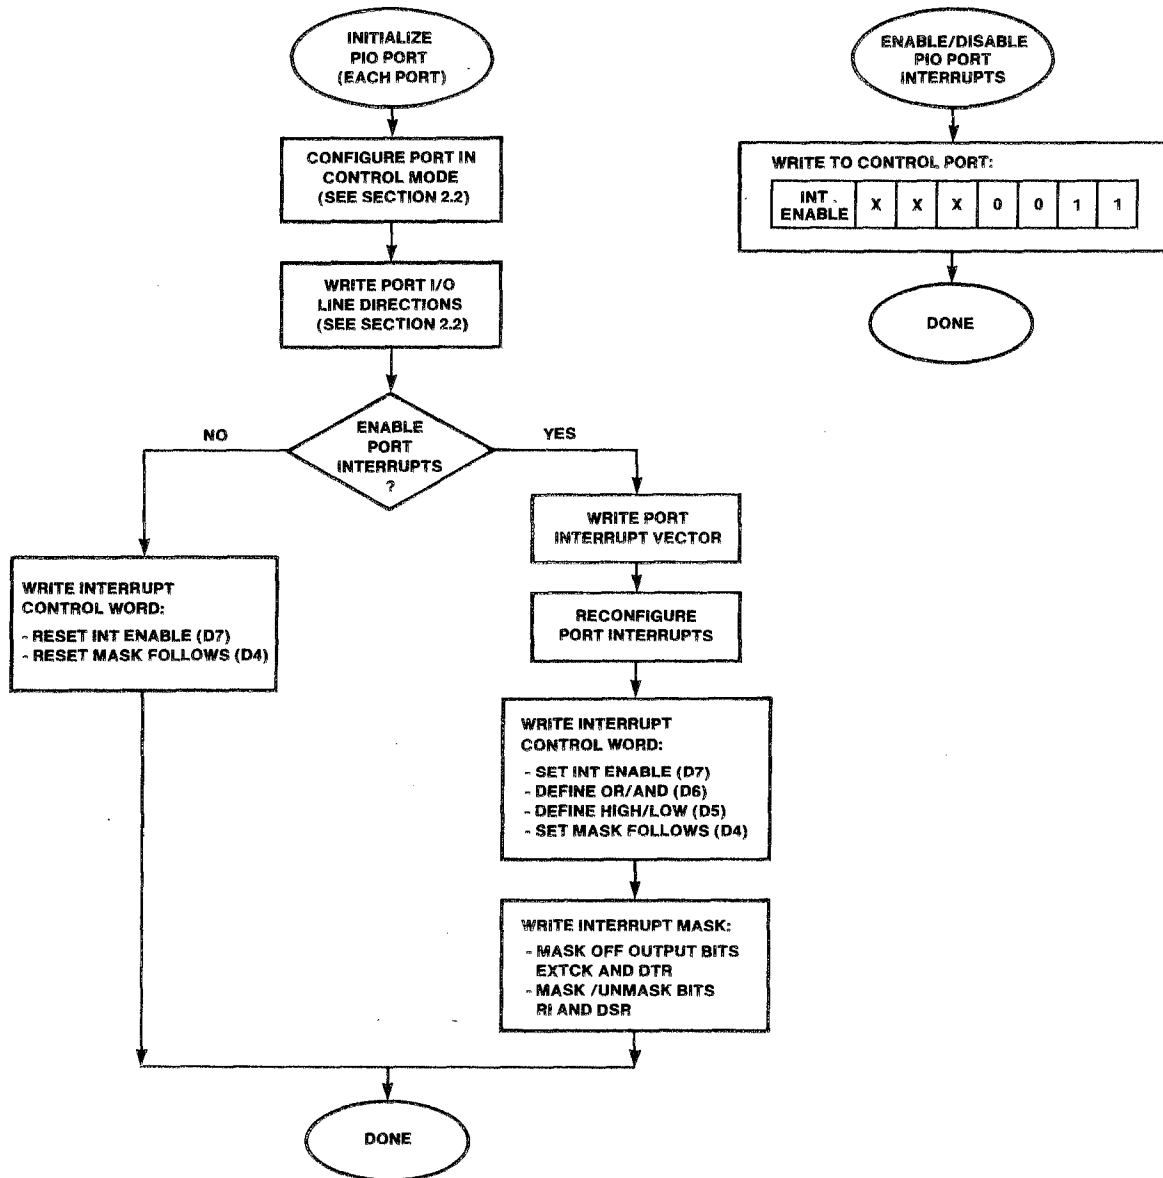 INITIALIZE
PIO PORT
(EACH PORT)
CONFIGURE PORT IN
CONTROL MODE
(SEE SECTION 2.2)
WRITE PORT I/O
LINE DIRECTIONS
(SEE SECTION 2.2)
ENABLE
PORT
INTERRUPTS
?
NO
YES
WRITE INTERRUPT
CONTROL WORD:
- RESET INT ENABLE (D7)
- RESET MASK FOLLOWS (D4)
WRITE PORT
INTERRUPT VECTOR
RECONFIGURE
PORT INTERRUPTS
WRITE INTERRUPT
CONTROL WORD:
- SET INT ENABLE (D7)
- DEFINE OR/AND (D6)
- DEFINE HIGH/LOW (D5)
- SET MASK FOLLOWS (D4)
WRITE INTERRUPT MASK:
- MASK OFF OUTPUT BITS
EXTCK AND DTR
- MASK /UNMASK BITS
RI AND DSR
DONE
ENABLE/DISABLE
PIO PORT
INTERRUPTS
WRITE TO CONTROL PORT:
INT
ENABLE X X X 0 0 1 1
DONE